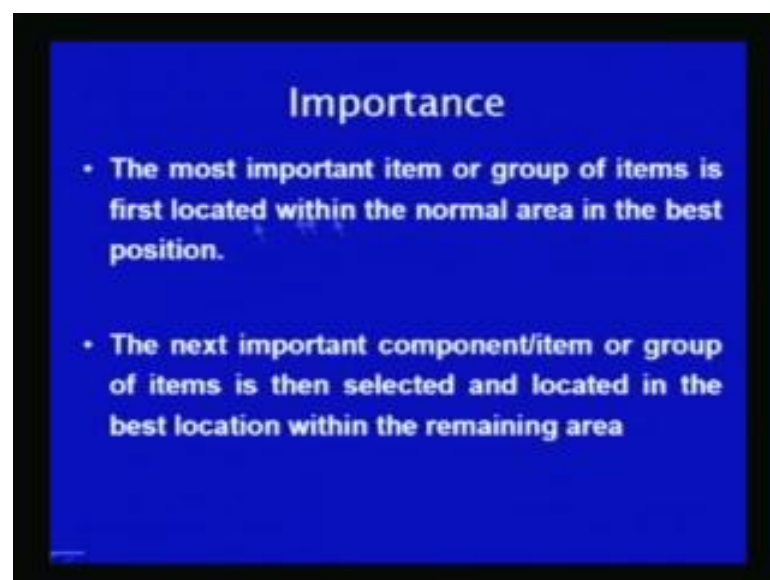 Importance
• The most important item or group of items is
first located within the normal area in the best
position.
• The next important component/item or group
of items is then selected and located in the
best location within the remaining area